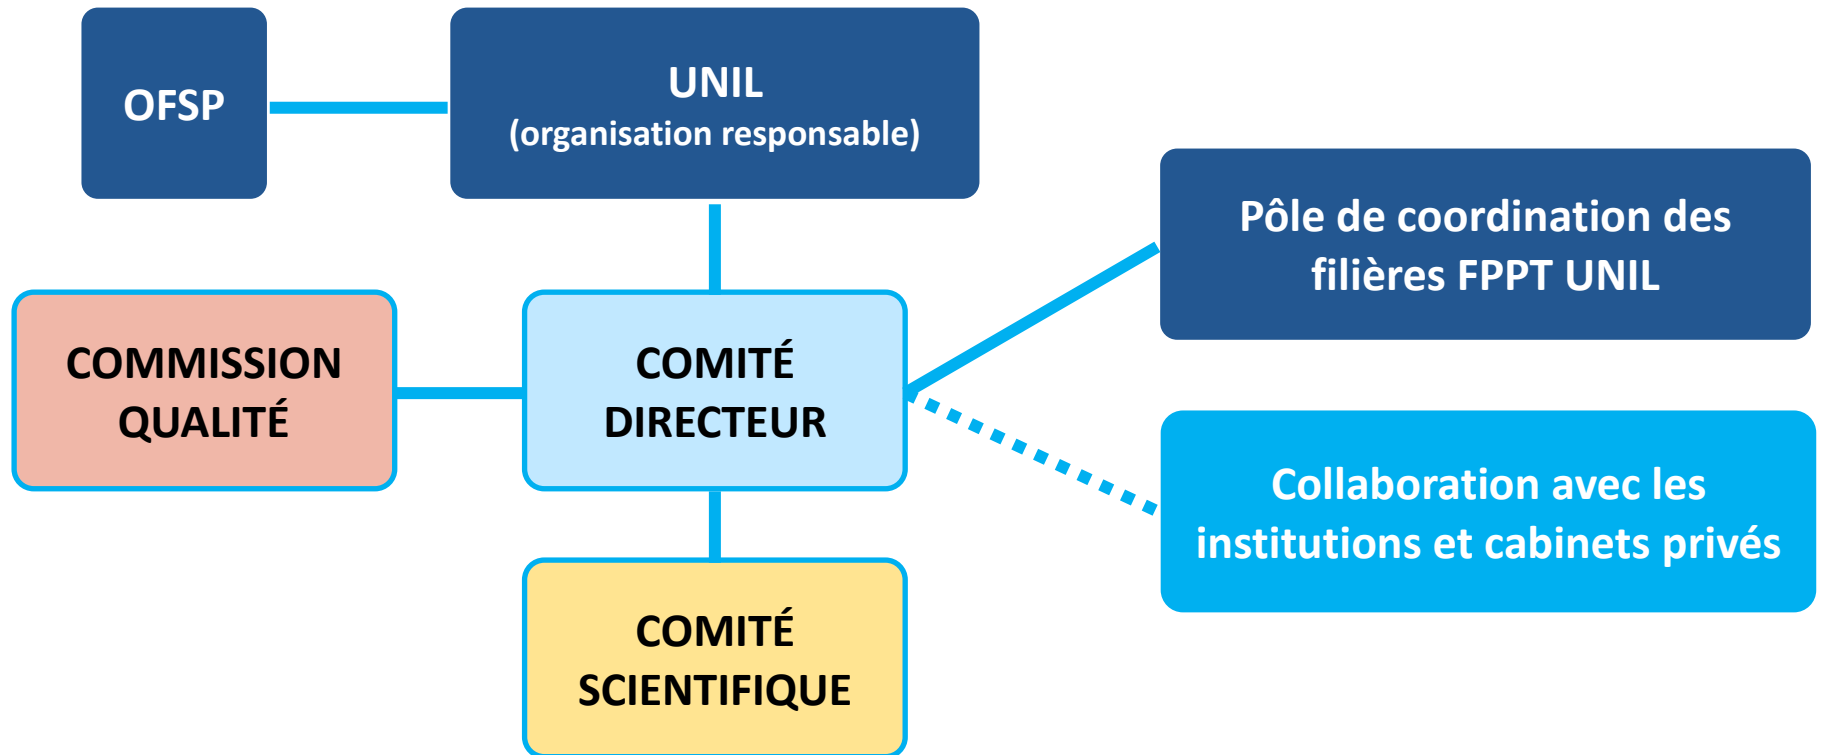 OFSP
UNIL
(organisation responsable)
Pôle de coordination des
filières FPPT UNIL
COMMISSION
QUALITÉ
COMITÉ
DIRECTEUR
Collaboration avec les
institutions et cabinets privés
COMITÉ
SCIENTIFIQUE